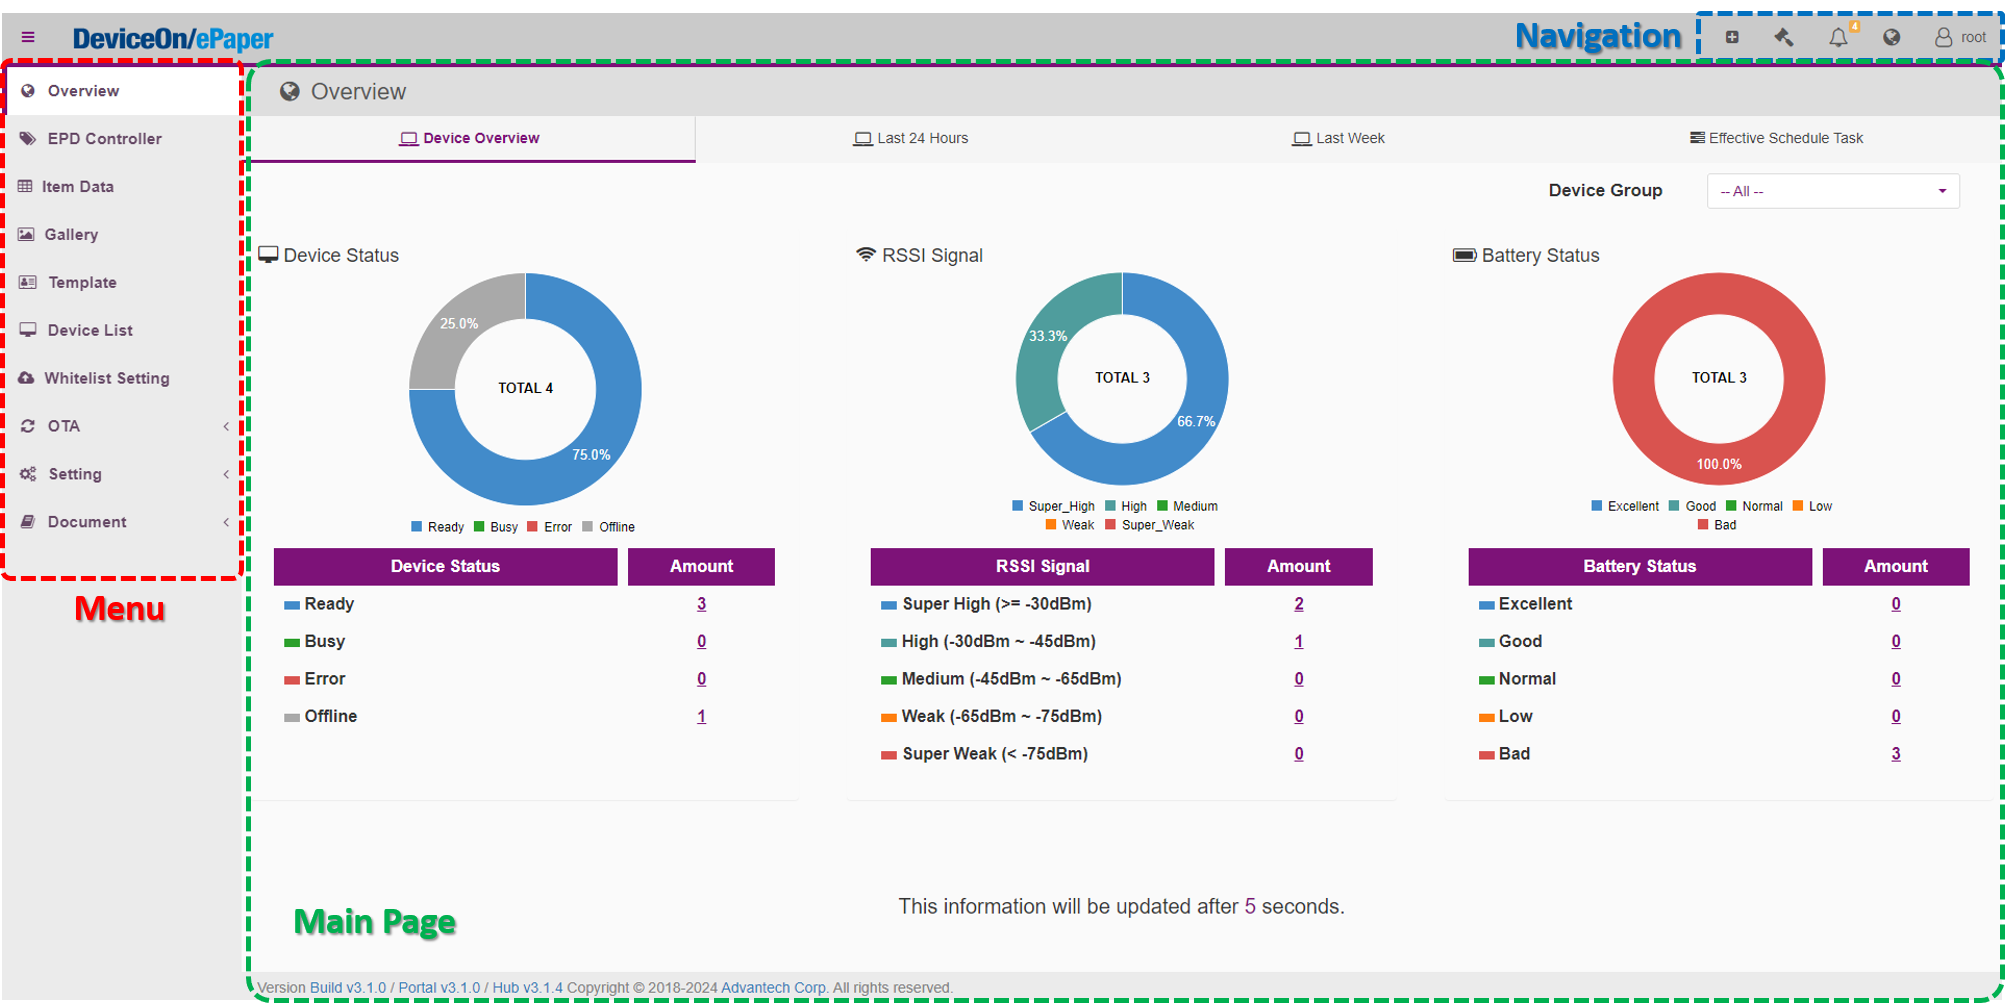 DeviceOn/ePaper
Navigation
4
root
Overview
EPD Controller
Item Data
Gallery
Template
Device List
Whitelist Setting
OTA
Setting
Document
Menu
Overview
Device Overview
Last 24 Hours
Last Week
Effective Schedule Task
Device Group
-- All --
Device Status
25.0%
TOTAL 4
75.0%
Ready Busy Error Offline
Device Status Amount
Ready 3
Busy 0
Error 0
Offline 1
RSSI Signal
33.3%
TOTAL 3
66.7%
Super_High High Medium
Weak Super_Weak
RSSI Signal Amount
Super High (>= -30dBm) 2
High (-30dBm ~ -45dBm) 1
Medium (-45dBm ~ -65dBm) 0
Weak (-65dBm ~ -75dBm) 0
Super Weak (< -75dBm) 0
Battery Status
TOTAL 3
100.0%
Excellent Good Normal Low
Bad
Battery Status Amount
Excellent 0
Good 0
Normal 0
Low 0
Bad 3
Main Page
This information will be updated after 5 seconds.
Version Build v3.1.0 / Portal v3.1.0 / Hub v3.1.4 Copyright © 2018-2024 Advantech Corp. All rights reserved.